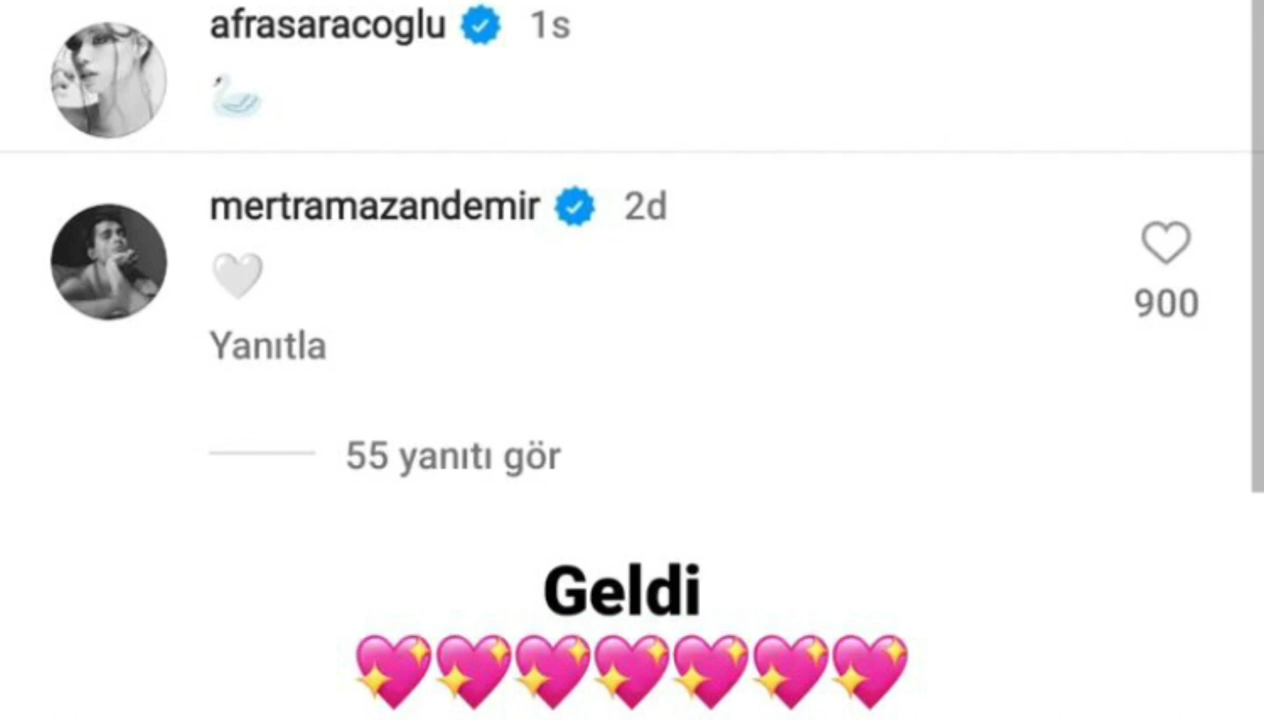 afrasaracoglu 1s
🦢
mertramazandemir 2d
🤍
900
Yanıtla
55 yanıtı gör
Geldi
💖💖💖💖💖💖💖